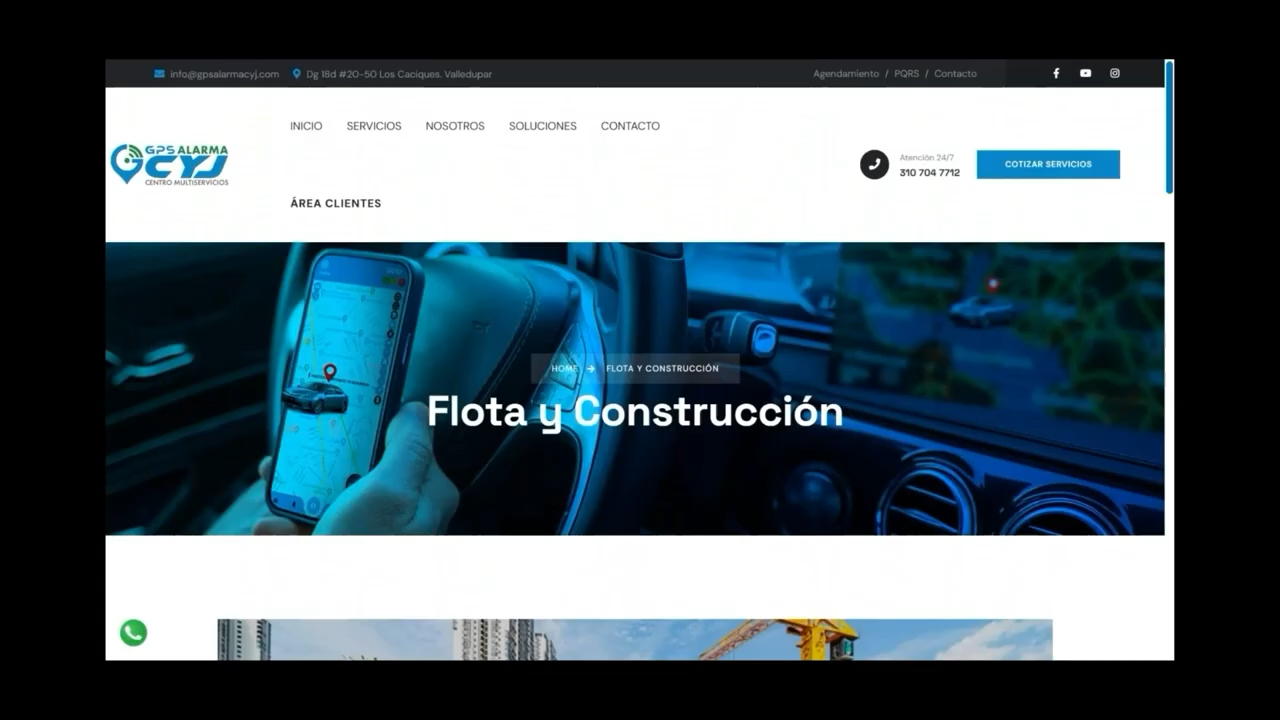 info@gpsalarmacyj.com Dg 18d #20-50 Los Caciques. Valledupar Agendamiento / PQRS / Contacto
INICIO SERVICIOS NOSOTROS SOLUCIONES CONTACTO
GPS ALARMA
CYJ
CENTRO MULTISERVICIOS
Atención 24/7
310 704 7712
COTIZAR SERVICIOS
ÁREA CLIENTES
HOME → FLOTA Y CONSTRUCCIÓN
Flota y Construcción